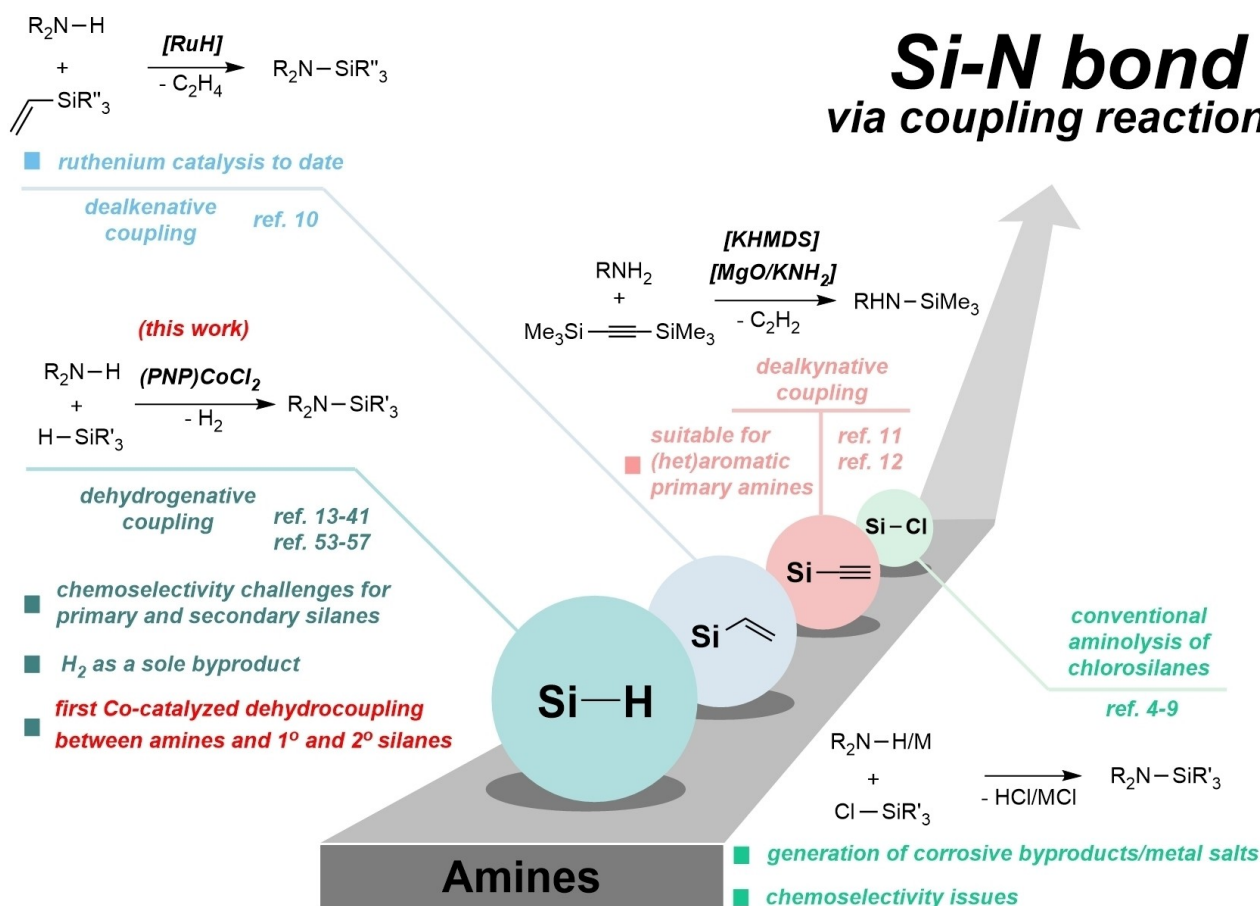 Si-N bond
via coupling reaction
R₂N–H
+
SiR"₃
[RuH]
- C₂H₄
R₂N–SiR"₃
ruthenium catalysis to date
dealkenative
coupling
ref. 10
(this work)
R₂N–H
+
H–SiR'₃
(PNP)CoCl₂
- H₂
R₂N–SiR'₃
dehydrogenative
coupling
ref. 13-41
ref. 53-57
chemoselectivity challenges for
primary and secondary silanes
H₂ as a sole byproduct
first Co-catalyzed dehydrocoupling
between amines and 1º and 2º silanes
RNH₂
+
Me₃Si–≡–SiMe₃
[KHMDS]
[MgO/KNH₂]
- C₂H₂
RHN–SiMe₃
dealkynative
coupling
suitable for
(het)aromatic
primary amines
ref. 11
ref. 12
Si–Cl
Si–≡
Si
Si–H
conventional
aminolysis of
chlorosilanes
ref. 4-9
R₂N–H/M
+
Cl–SiR'₃
- HCl/MCl
R₂N–SiR'₃
generation of corrosive byproducts/metal salts
chemoselectivity issues
Amines